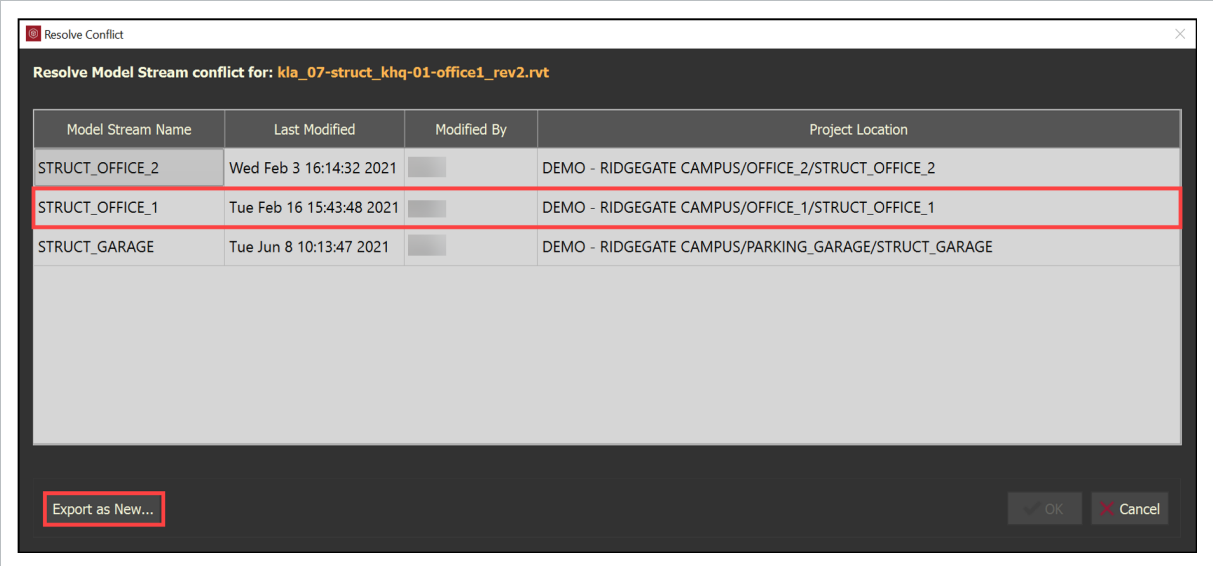 Resolve Conflict
Resolve Model Stream conflict for: kla_07-struct_khq-01-office1_rev2.rvt
Model Stream Name Last Modified Modified By Project Location
STRUCT_OFFICE_2 Wed Feb 3 16:14:32 2021 DEMO - RIDGEGATE CAMPUS/OFFICE_2/STRUCT_OFFICE_2
STRUCT_OFFICE_1 Tue Feb 16 15:43:48 2021 DEMO - RIDGEGATE CAMPUS/OFFICE_1/STRUCT_OFFICE_1
STRUCT_GARAGE Tue Jun 8 10:13:47 2021 DEMO - RIDGEGATE CAMPUS/PARKING_GARAGE/STRUCT_GARAGE
Export as New... OK Cancel